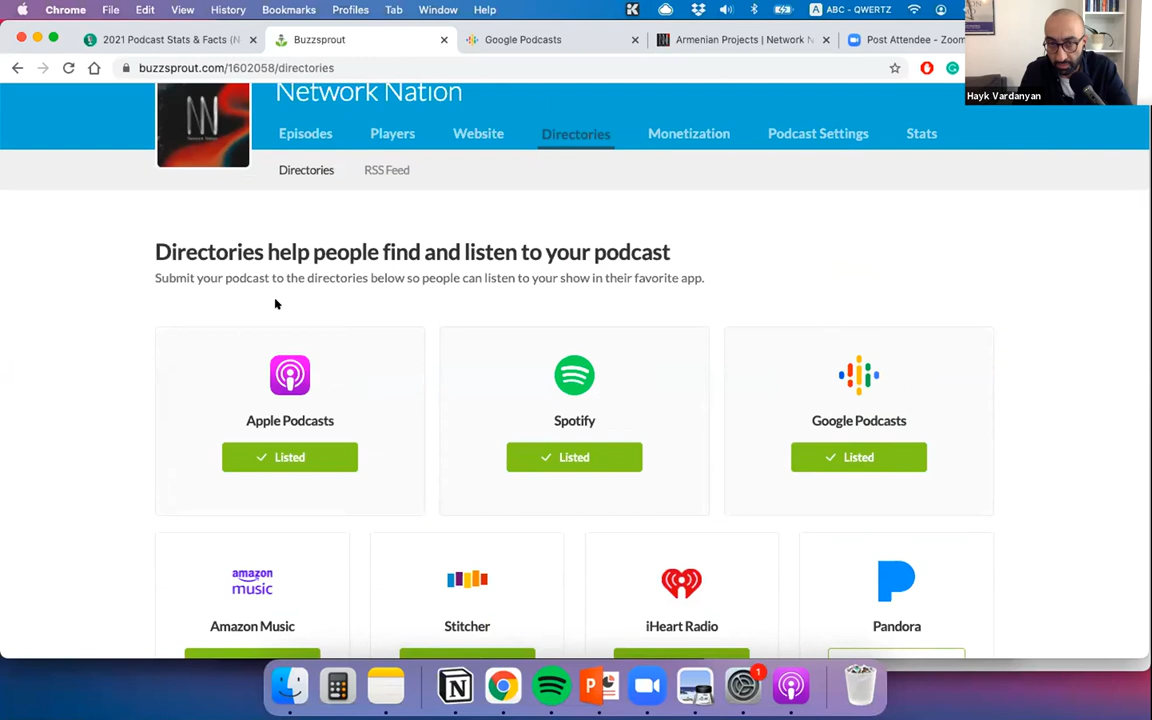 Chrome File Edit View History Bookmarks Profiles Tab Window Help ABC - QWERTZ
2021 Podcast Stats & Facts (N Buzzsprout Google Podcasts Armenian Projects | Network N Post Attendee - Zoom
buzzsprout.com/1602058/directories
Hayk Vardanyan
Network Nation
Episodes Players Website Directories Monetization Podcast Settings Stats
Directories RSS Feed
Directories help people find and listen to your podcast
Submit your podcast to the directories below so people can listen to your show in their favorite app.
Apple Podcasts Spotify Google Podcasts
Listed Listed Listed
amazon music
Amazon Music Stitcher iHeart Radio Pandora
1